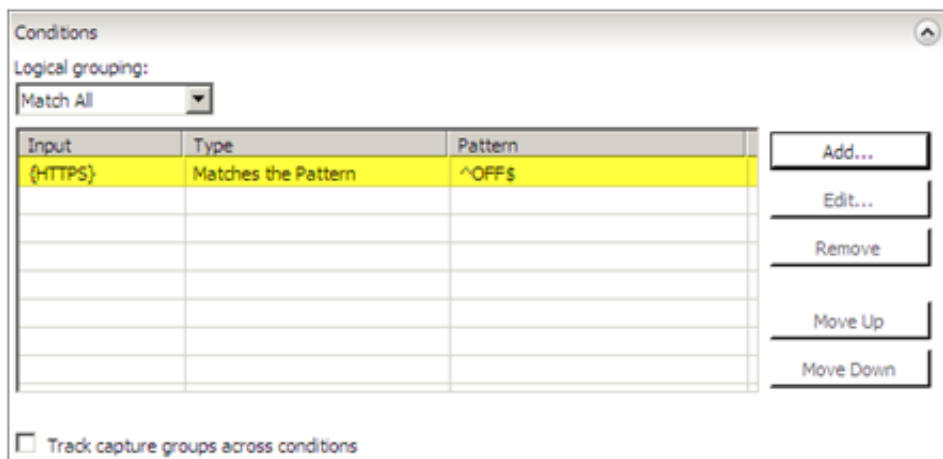 Conditions
Logical grouping:
Match All
Input Type Pattern
{HTTPS} Matches the Pattern ^OFF$
Add...
Edit...
Remove
Move Up
Move Down
Track capture groups across conditions